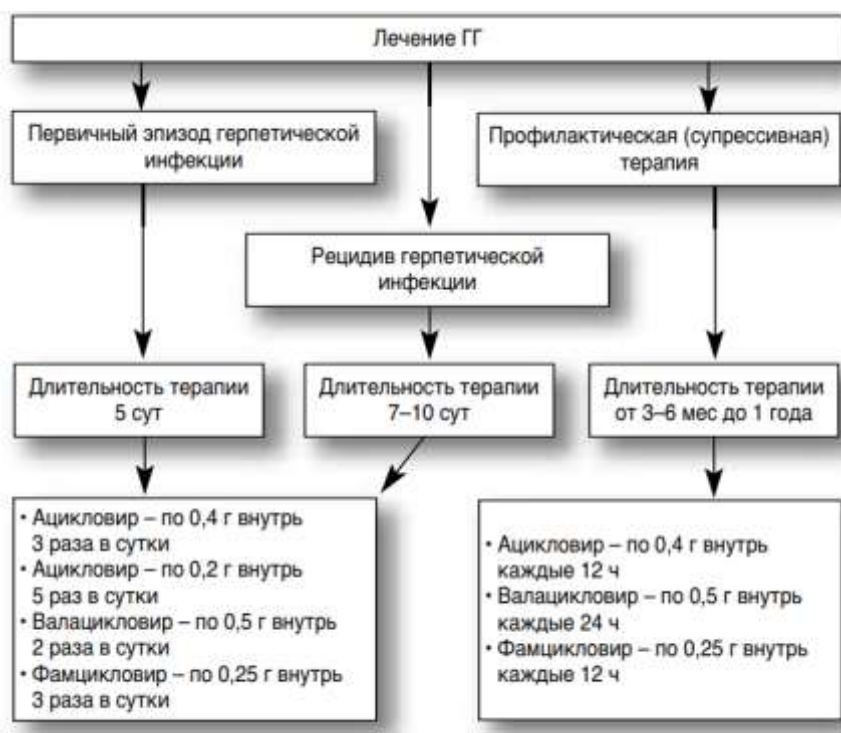 Лечение ГГ
Первичный эпизод герпетической
инфекции
Профилактическая (супрессивная)
терапия
Рецидив герпетической
инфекции
Длительность терапии
5 сут
Длительность терапии
7–10 сут
Длительность терапии
от 3–6 мес до 1 года
• Ацикловир – по 0,4 г внутрь
3 раза в сутки
• Ацикловир – по 0,2 г внутрь
5 раз в сутки
• Валацикловир – по 0,5 г внутрь
2 раза в сутки
• Фамцикловир – по 0,25 г внутрь
3 раза в сутки
• Ацикловир – по 0,4 г внутрь
каждые 12 ч
• Валацикловир – по 0,5 г внутрь
каждые 24 ч
• Фамцикловир – по 0,25 г внутрь
каждые 12 ч